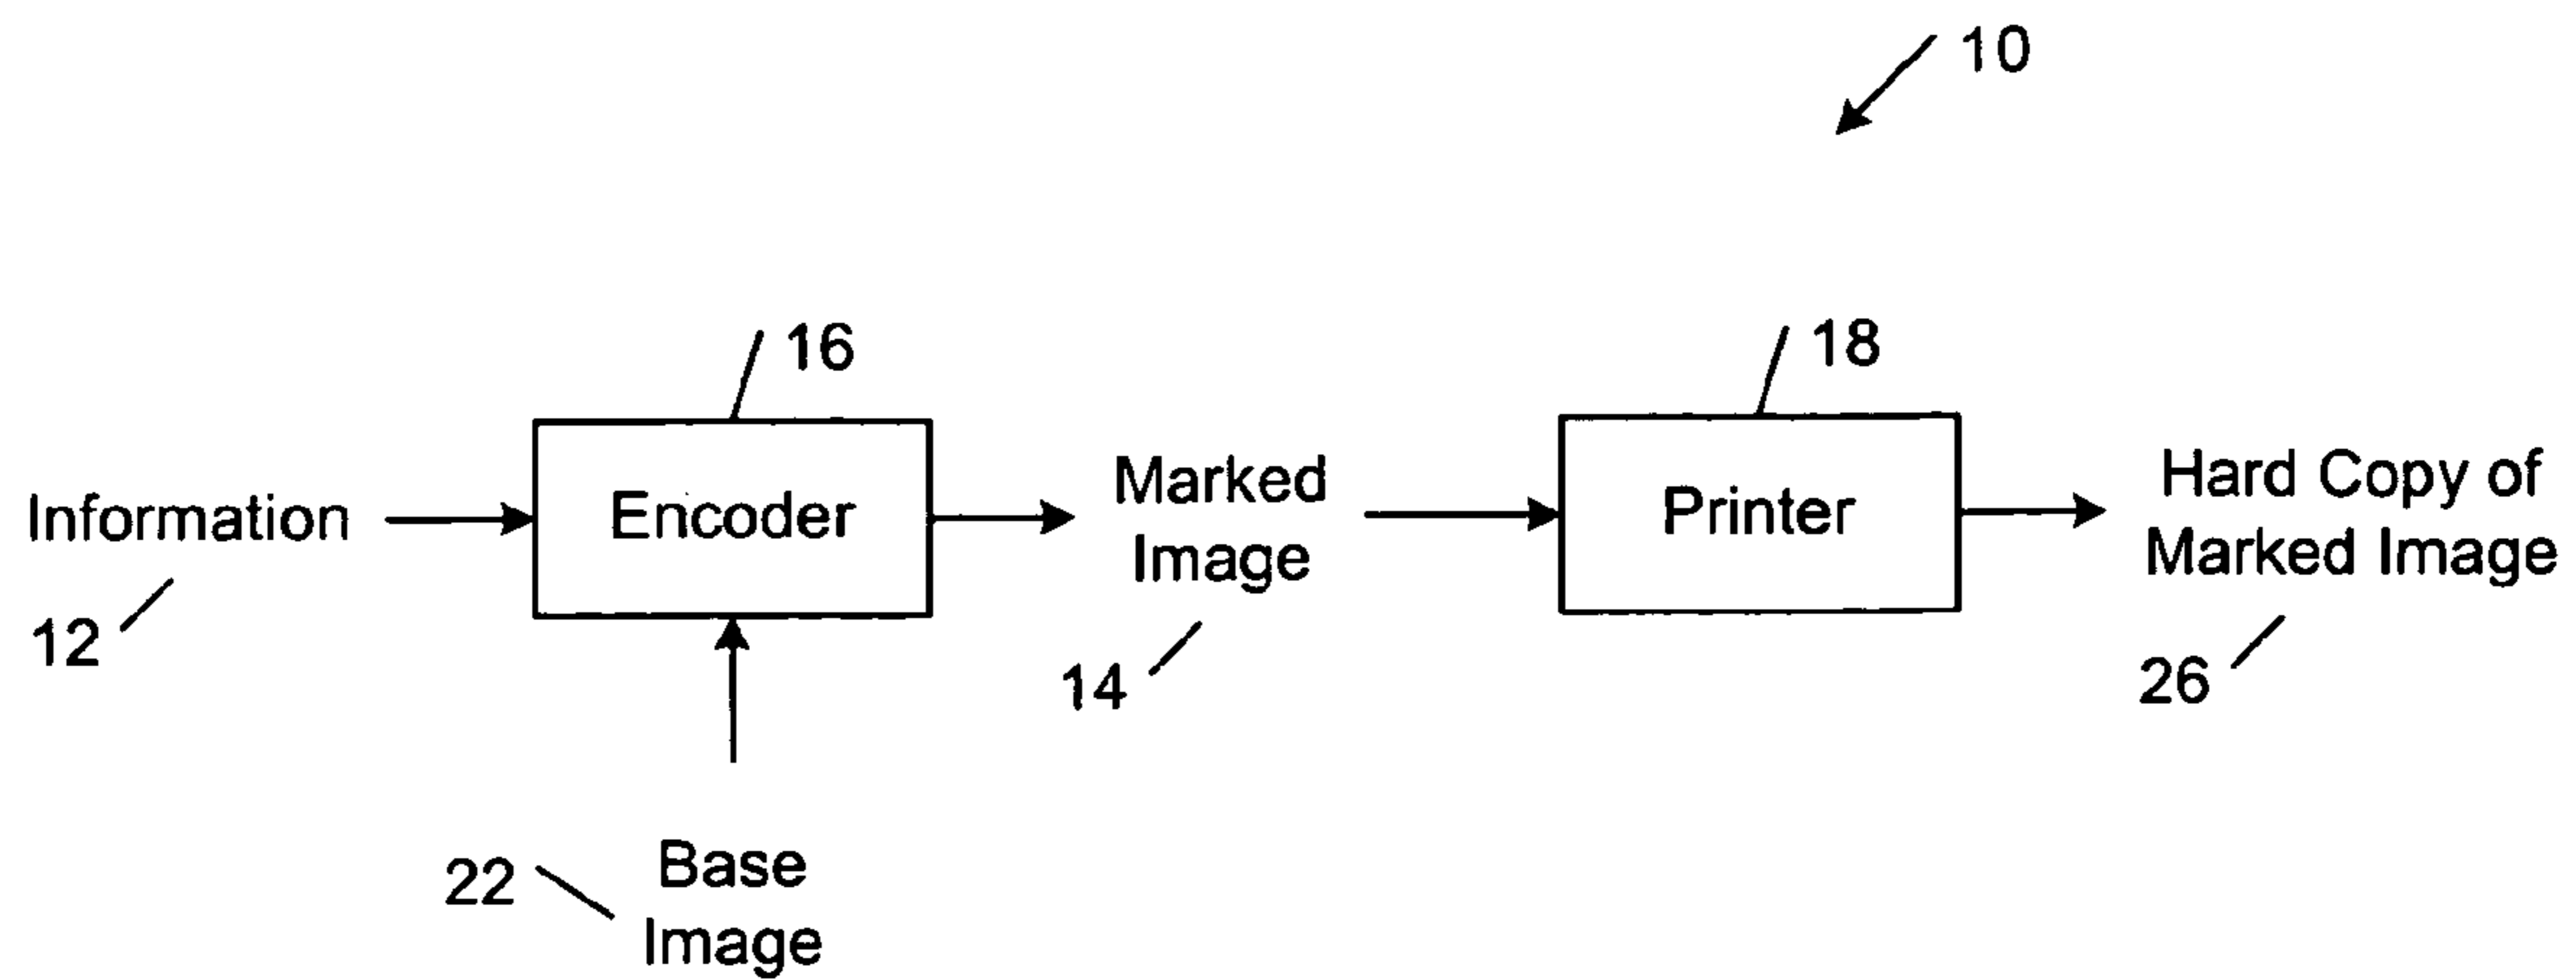 10
16
18
Information
Encoder
Marked
Image
Printer
Hard Copy of
Marked Image
12
14
26
22
Base
Image